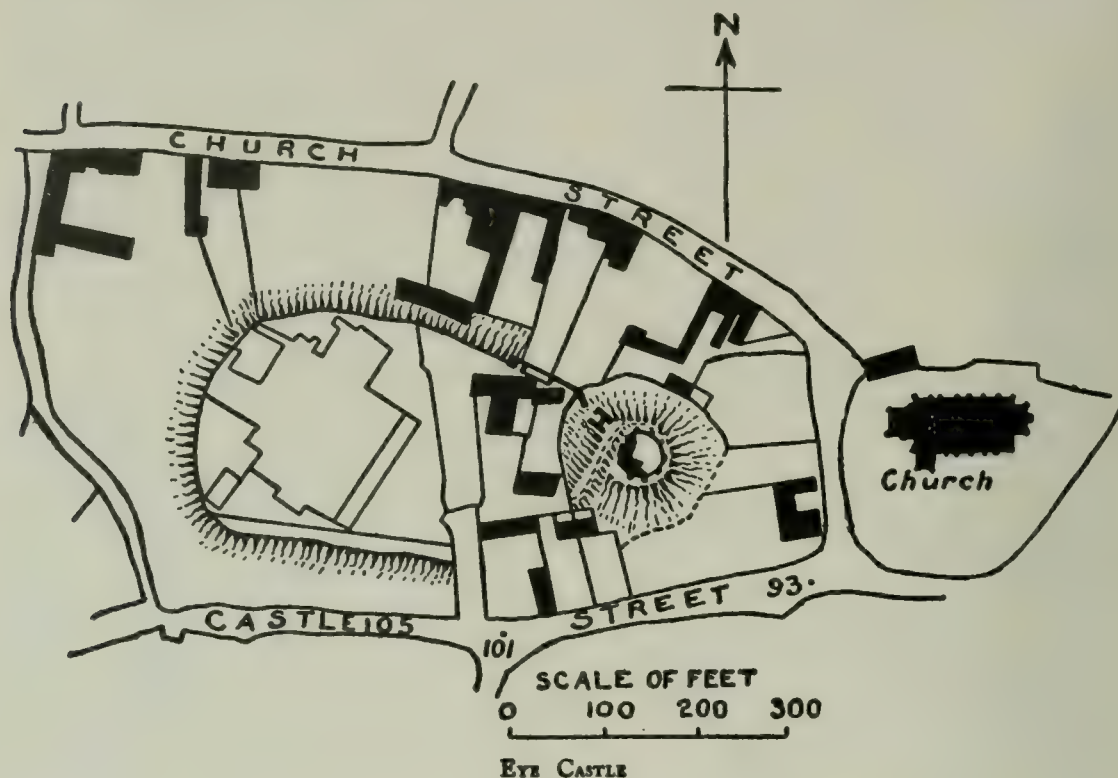 N
CHURCH STREET
Church
CASTLE 105 STREET 93.
101
SCALE OF FEET
0 100 200 300
EYE CASTLE